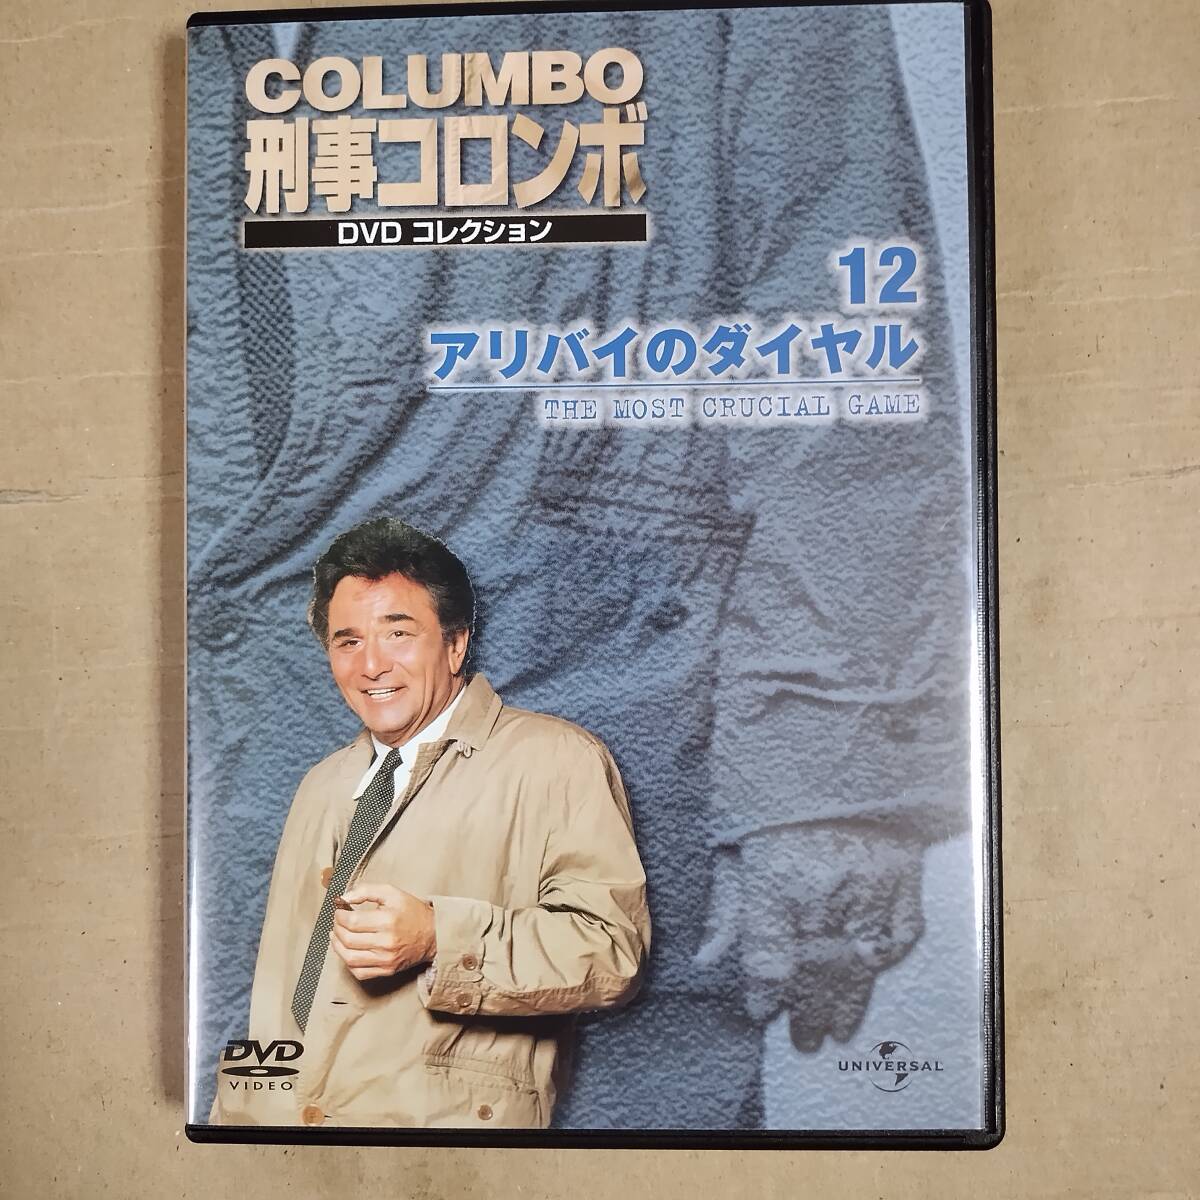 COLUMBO
刑事コロンボ
DVD コレクション
12
アリバイのダイヤル
THE MOST CRUCIAL GAME
DVD
VIDEO
UNIVERSAL